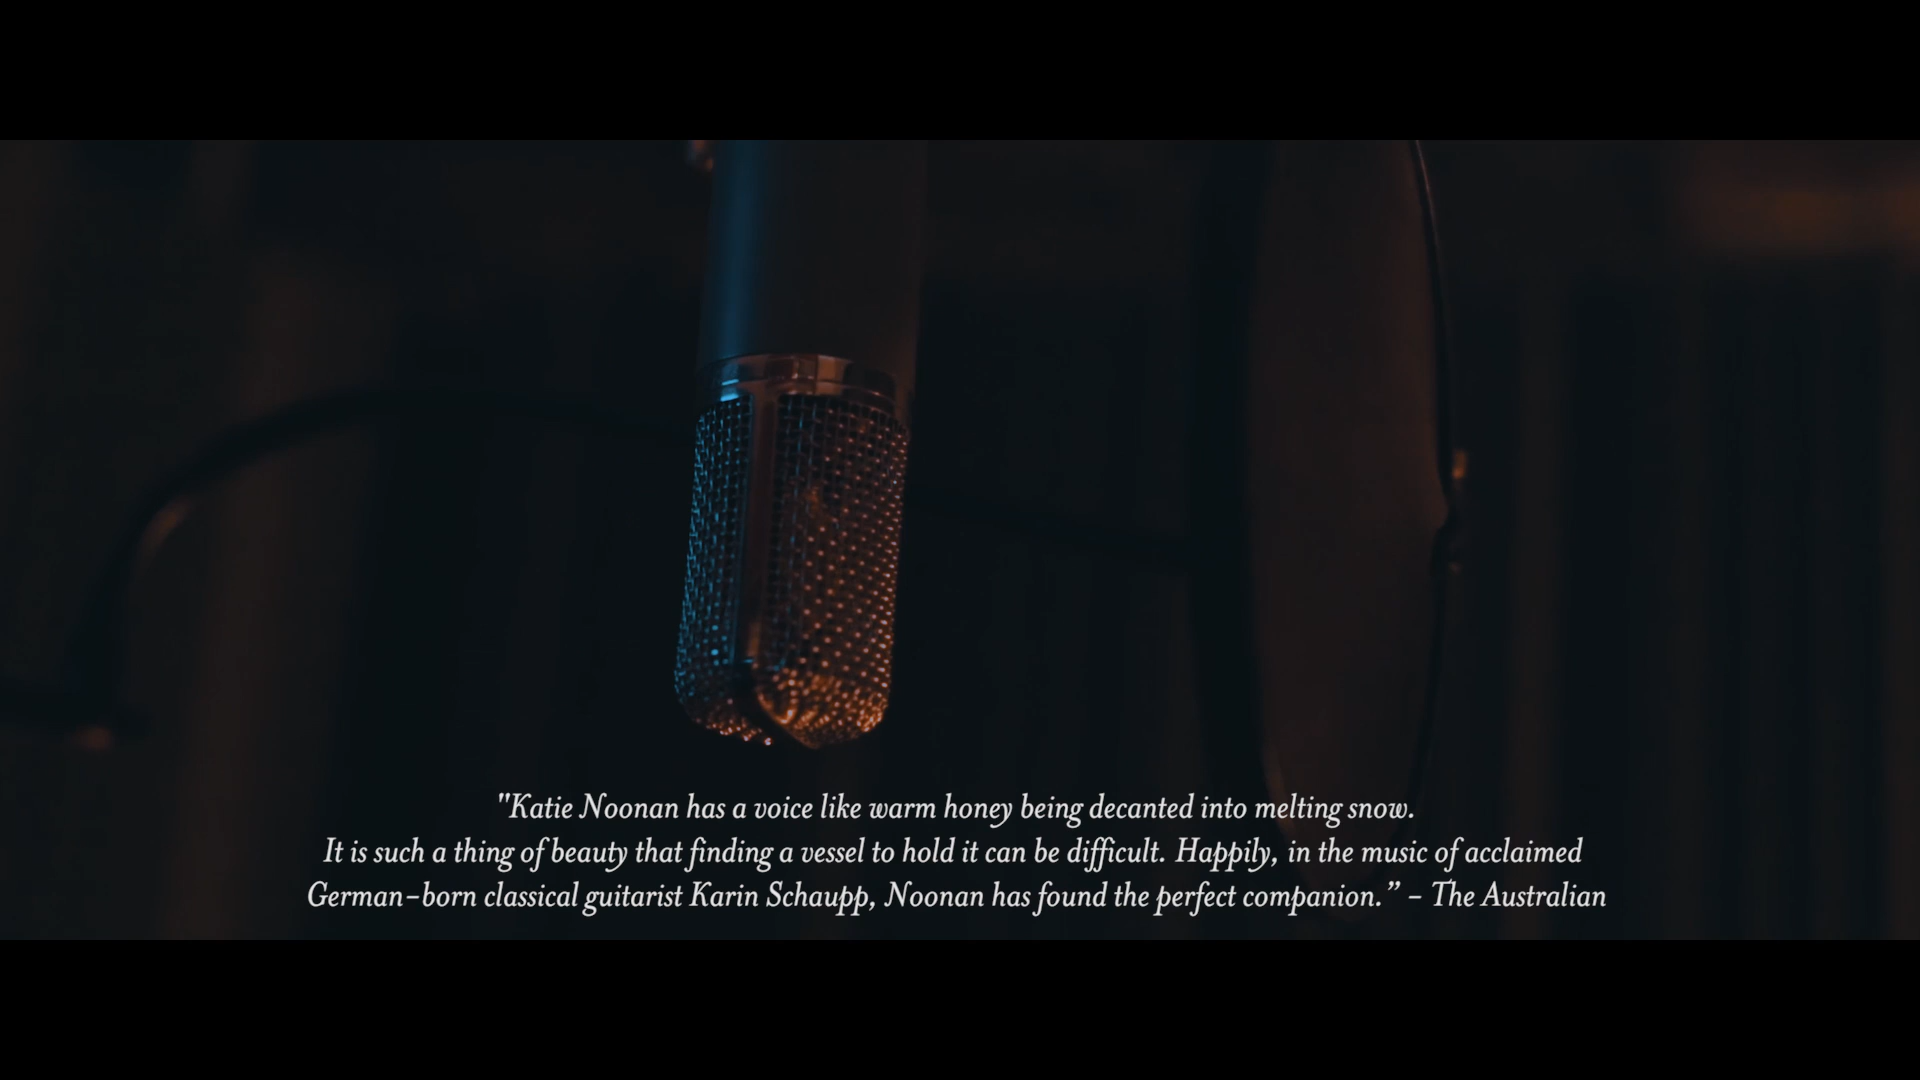 "Katie Noonan has a voice like warm honey being decanted into melting snow.
It is such a thing of beauty that finding a vessel to hold it can be difficult. Happily, in the music of acclaimed
German-born classical guitarist Karin Schaupp, Noonan has found the perfect companion.” – The Australian